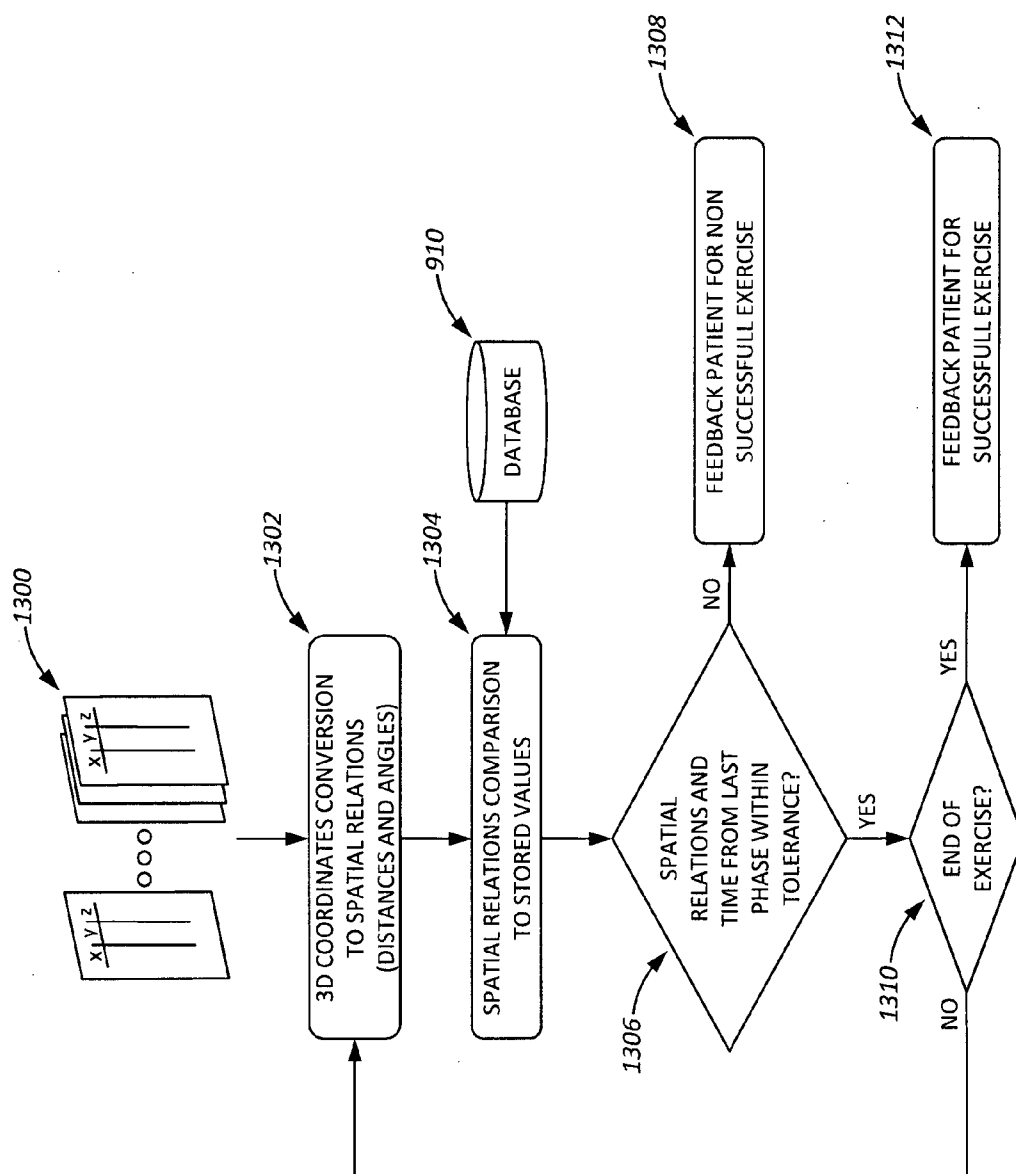 1300
X Y Z
X Y Z
1302
3D COORDINATES CONVERSION
TO SPATIAL RELATIONS
(DISTANCES AND ANGLES)
1304
SPATIAL RELATIONS COMPARISON
TO STORED VALUES
910
DATABASE
1306
SPATIAL
RELATIONS AND
TIME FROM LAST
PHASE WITHIN
TOLERANCE?
NO
1308
FEEDBACK PATIENT FOR NON
SUCCESSFULL EXERCISE
YES
1310
END OF
EXERCISE?
NO
YES
1312
FEEDBACK PATIENT FOR
SUCCESSFULL EXERCISE